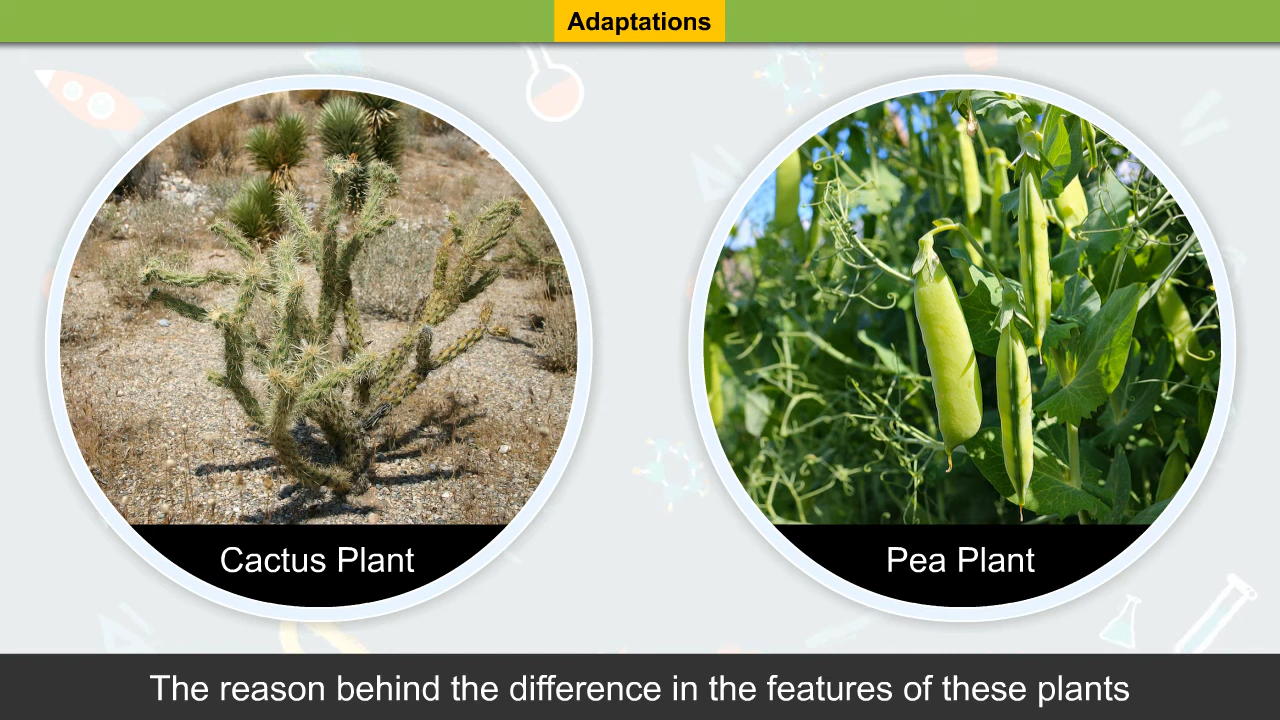 Adaptations
Cactus Plant
Pea Plant
The reason behind the difference in the features of these plants